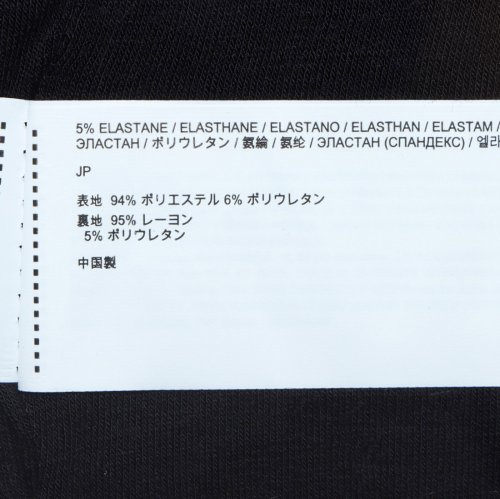 5% ELASTANE / ELASTHANE / ELASTANO / ELASTHAN / ELASTAM /
ЭЛАСТАН / ポリウレタン / 氨綸 / 氨纶 / ЭЛАСТАН (СПАНДЕКС) / 엘라
JP
表地 94% ポリエステル 6% ポリウレタン
裏地 95% レーヨン
5% ポリウレタン
中国製